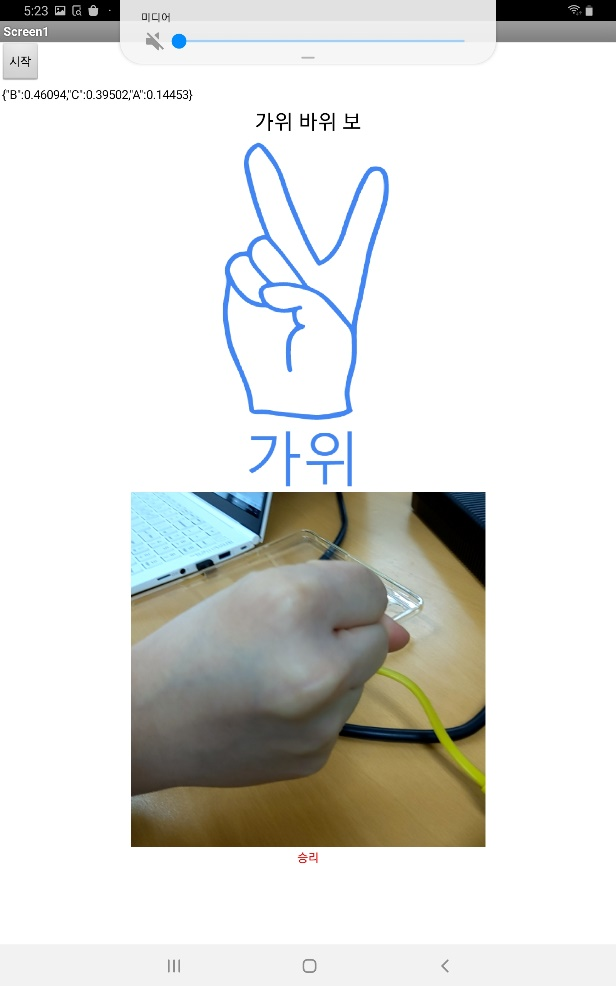 5:23
미디어
Screen1
시작
{"B":0.46094,"C":0.39502,"A":0.14453}
가위 바위 보
가위
승리